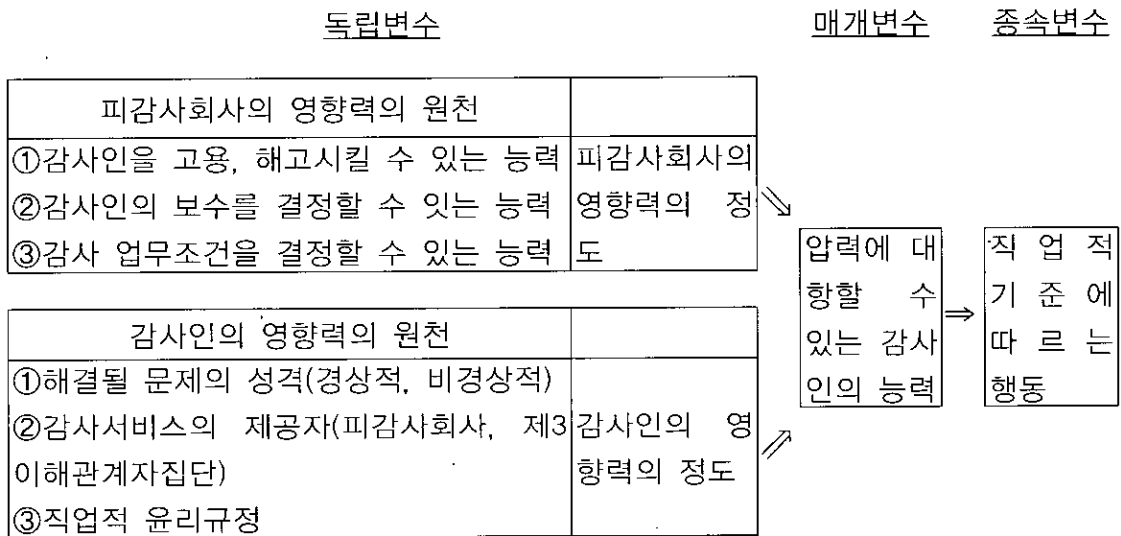 독립변수
매개변수
종속변수
피감사회사의 영향력의 원천
①감사인을 고용, 해고시킬 수 있는 능력
②감사인의 보수를 결정할 수 잇는 능력
③감사 업무조건을 결정할 수 있는 능력
피감사회사의
영향력의 정
도
감사인의 영향력의 원천
①해결될 문제의 성격(경상적, 비경상적)
②감사서비스의 제공자(피감사회사, 제3
이해관계자집단)
③직업적 윤리규정
감사인의 영
향력의 정도
압력에 대
항할 수
있는 감사
인의 능력
⇒
직 업 적
기 준 에
따 르 는
행동